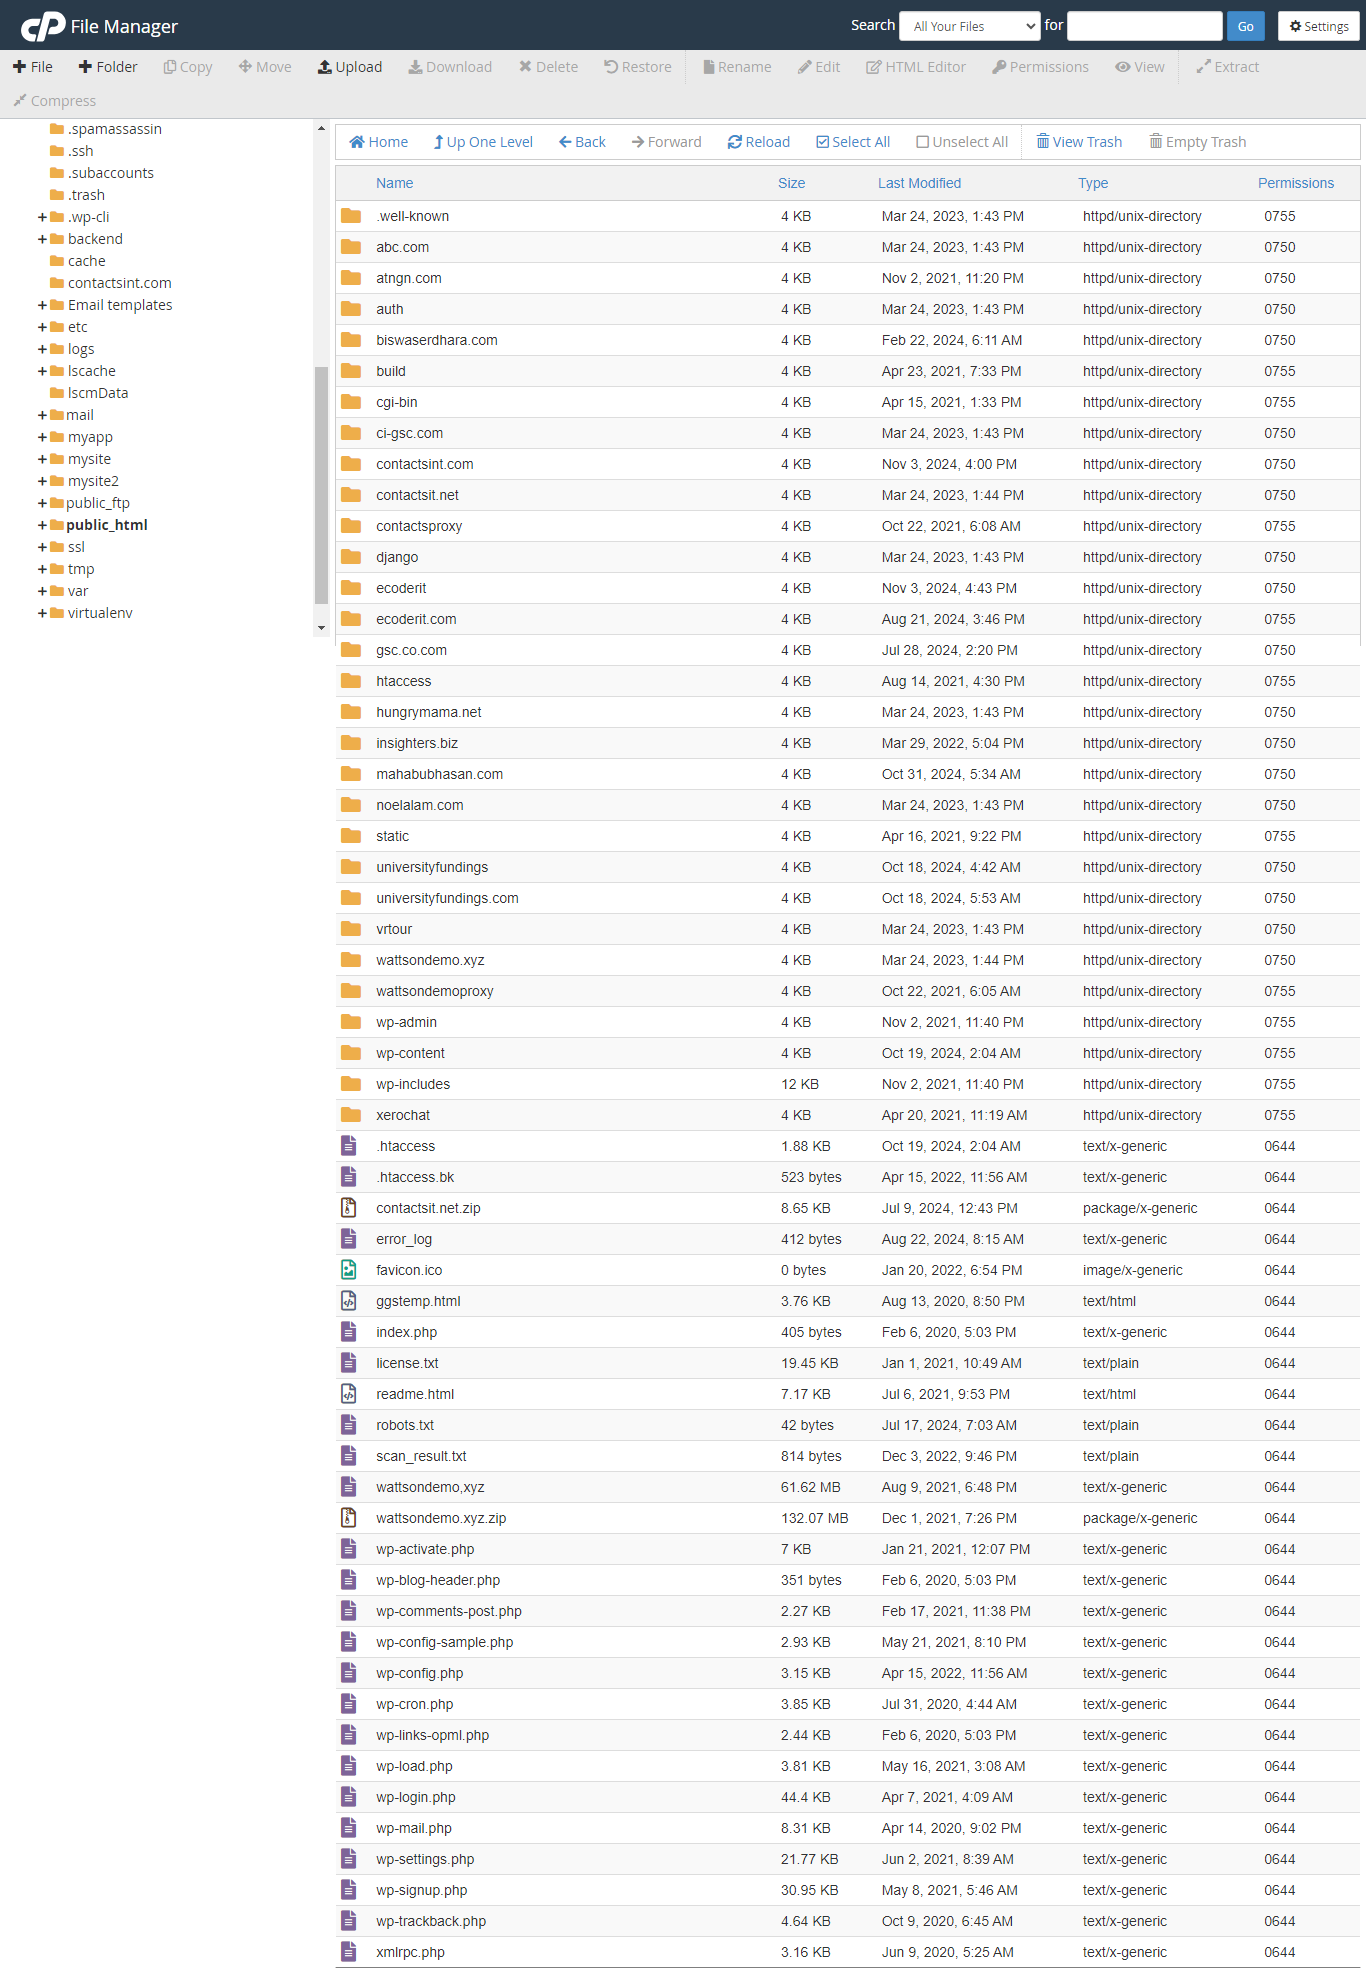 cP File Manager
Search All Your Files for Go Settings
File Folder Copy Move Upload Download Delete Restore Rename Edit HTML Editor Permissions View Extract
Compress
.spamassassin
.ssh
.subaccounts
.trash
.wp-cli
backend
cache
contactsint.com
Email templates
etc
logs
lscache
lscmData
mail
myapp
mysite
mysite2
public_ftp
public_html
ssl
tmp
var
virtualenv
Home Up One Level Back Forward Reload Select All Unselect All View Trash Empty Trash
Name Size Last Modified Type Permissions
.well-known 4 KB Mar 24, 2023, 1:43 PM httpd/unix-directory 0755
abc.com 4 KB Mar 24, 2023, 1:43 PM httpd/unix-directory 0750
atngn.com 4 KB Nov 2, 2021, 11:20 PM httpd/unix-directory 0750
auth 4 KB Mar 24, 2023, 1:43 PM httpd/unix-directory 0750
biswaserdhara.com 4 KB Feb 22, 2024, 6:11 AM httpd/unix-directory 0750
build 4 KB Apr 23, 2021, 7:33 PM httpd/unix-directory 0755
cgi-bin 4 KB Apr 15, 2021, 1:33 PM httpd/unix-directory 0755
ci-gsc.com 4 KB Mar 24, 2023, 1:43 PM httpd/unix-directory 0750
contactsint.com 4 KB Nov 3, 2024, 4:00 PM httpd/unix-directory 0750
contactsit.net 4 KB Mar 24, 2023, 1:44 PM httpd/unix-directory 0750
contactsproxy 4 KB Oct 22, 2021, 6:08 AM httpd/unix-directory 0755
django 4 KB Mar 24, 2023, 1:43 PM httpd/unix-directory 0750
ecoderit 4 KB Nov 3, 2024, 4:43 PM httpd/unix-directory 0750
ecoderit.com 4 KB Aug 21, 2024, 3:46 PM httpd/unix-directory 0755
gsc.co.com 4 KB Jul 28, 2024, 2:20 PM httpd/unix-directory 0750
htaccess 4 KB Aug 14, 2021, 4:30 PM httpd/unix-directory 0755
hungrymama.net 4 KB Mar 24, 2023, 1:43 PM httpd/unix-directory 0750
insighters.biz 4 KB Mar 29, 2022, 5:04 PM httpd/unix-directory 0750
mahabubhasan.com 4 KB Oct 31, 2024, 5:34 AM httpd/unix-directory 0750
noelalam.com 4 KB Mar 24, 2023, 1:43 PM httpd/unix-directory 0750
static 4 KB Apr 16, 2021, 9:22 PM httpd/unix-directory 0755
universityfundings 4 KB Oct 18, 2024, 4:42 AM httpd/unix-directory 0750
universityfundings.com 4 KB Oct 18, 2024, 5:53 AM httpd/unix-directory 0750
vrtour 4 KB Mar 24, 2023, 1:43 PM httpd/unix-directory 0750
wattsondemo.xyz 4 KB Mar 24, 2023, 1:44 PM httpd/unix-directory 0750
wattsondemoproxy 4 KB Oct 22, 2021, 6:05 AM httpd/unix-directory 0755
wp-admin 4 KB Nov 2, 2021, 11:40 PM httpd/unix-directory 0755
wp-content 4 KB Oct 19, 2024, 2:04 AM httpd/unix-directory 0755
wp-includes 12 KB Nov 2, 2021, 11:40 PM httpd/unix-directory 0755
xerochat 4 KB Apr 20, 2021, 11:19 AM httpd/unix-directory 0755
.htaccess 1.88 KB Oct 19, 2024, 2:04 AM text/x-generic 0644
.htaccess.bk 523 bytes Apr 15, 2022, 11:56 AM text/x-generic 0644
contactsit.net.zip 8.65 KB Jul 9, 2024, 12:43 PM package/x-generic 0644
error_log 412 bytes Aug 22, 2024, 8:15 AM text/x-generic 0644
favicon.ico 0 bytes Jan 20, 2022, 6:54 PM image/x-generic 0644
ggstemp.html 3.76 KB Aug 13, 2020, 8:50 PM text/html 0644
index.php 405 bytes Feb 6, 2020, 5:03 PM text/x-generic 0644
license.txt 19.45 KB Jan 1, 2021, 10:49 AM text/plain 0644
readme.html 7.17 KB Jul 6, 2021, 9:53 PM text/html 0644
robots.txt 42 bytes Jul 17, 2024, 7:03 AM text/plain 0644
scan_result.txt 814 bytes Dec 3, 2022, 9:46 PM text/plain 0644
wattsondemo,xyz 61.62 MB Aug 9, 2021, 6:48 PM text/x-generic 0644
wattsondemo.xyz.zip 132.07 MB Dec 1, 2021, 7:26 PM package/x-generic 0644
wp-activate.php 7 KB Jan 21, 2021, 12:07 PM text/x-generic 0644
wp-blog-header.php 351 bytes Feb 6, 2020, 5:03 PM text/x-generic 0644
wp-comments-post.php 2.27 KB Feb 17, 2021, 11:38 PM text/x-generic 0644
wp-config-sample.php 2.93 KB May 21, 2021, 8:10 PM text/x-generic 0644
wp-config.php 3.15 KB Apr 15, 2022, 11:56 AM text/x-generic 0644
wp-cron.php 3.85 KB Jul 31, 2020, 4:44 AM text/x-generic 0644
wp-links-opml.php 2.44 KB Feb 6, 2020, 5:03 PM text/x-generic 0644
wp-load.php 3.81 KB May 16, 2021, 3:08 AM text/x-generic 0644
wp-login.php 44.4 KB Apr 7, 2021, 4:09 AM text/x-generic 0644
wp-mail.php 8.31 KB Apr 14, 2020, 9:02 PM text/x-generic 0644
wp-settings.php 21.77 KB Jun 2, 2021, 8:39 AM text/x-generic 0644
wp-signup.php 30.95 KB May 8, 2021, 5:46 AM text/x-generic 0644
wp-trackback.php 4.64 KB Oct 9, 2020, 6:45 AM text/x-generic 0644
xmlrpc.php 3.16 KB Jun 9, 2020, 5:25 AM text/x-generic 0644